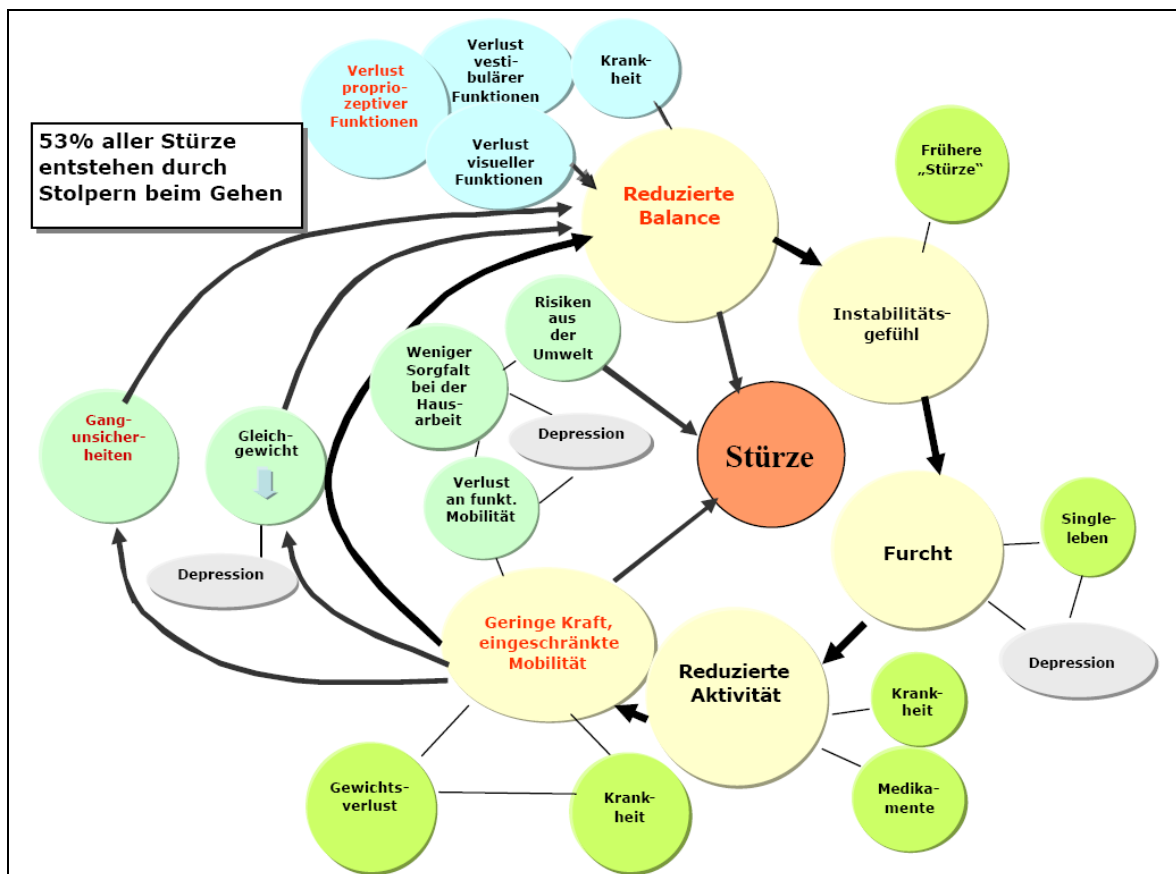 Verlust
proprio-
zeptiver
Funktionen
Verlust
vesti-
bulärer
Funktionen
Krank-
heit
Verlust
visueller
Funktionen
53% aller Stürze
entstehen durch
Stolpern beim Gehen
Reduzierte
Balance
Frühere
„Stürze“
Instabilitäts-
gefühl
Risiken
aus
der
Umwelt
Weniger
Sorgfalt
bei der
Haus-
arbeit
Depression
Verlust
an funkt.
Mobilität
Gang-
unsicher-
heiten
Gleich-
gewicht
Depression
Stürze
Furcht
Single-
leben
Depression
Geringe Kraft,
eingeschränkte
Mobilität
Reduzierte
Aktivität
Krank-
heit
Medika-
mente
Gewichts-
verlust
Krank-
heit